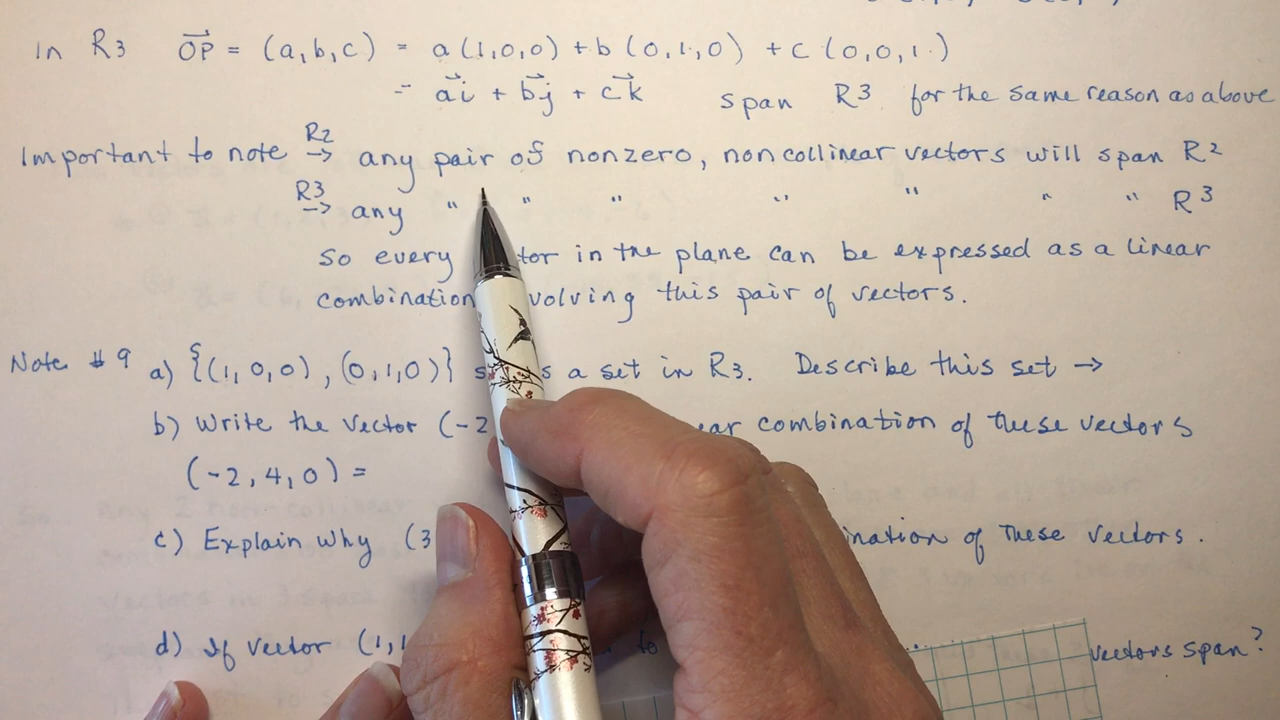 In R3 OP = (a,b,c) = a(1,0,0) + b(0,1,0) + c(0,0,1)
= ai + bj + ck span R3 for the same reason as above
Important to note R2 → any pair of nonzero, noncollinear vectors will span R2
R3 → any " " " " " " " R3
So every tor in the plane can be expressed as a linear
combination volving this pair of vectors.
Note #9 a) {(1,0,0), (0,1,0)} s s a set in R3. Describe this set →
b) Write the vector (-2 ear combination of these vectors
(-2,4,0) =
c) Explain why (3 ination of these vectors.
d) If vector (1,1 to vectors span?